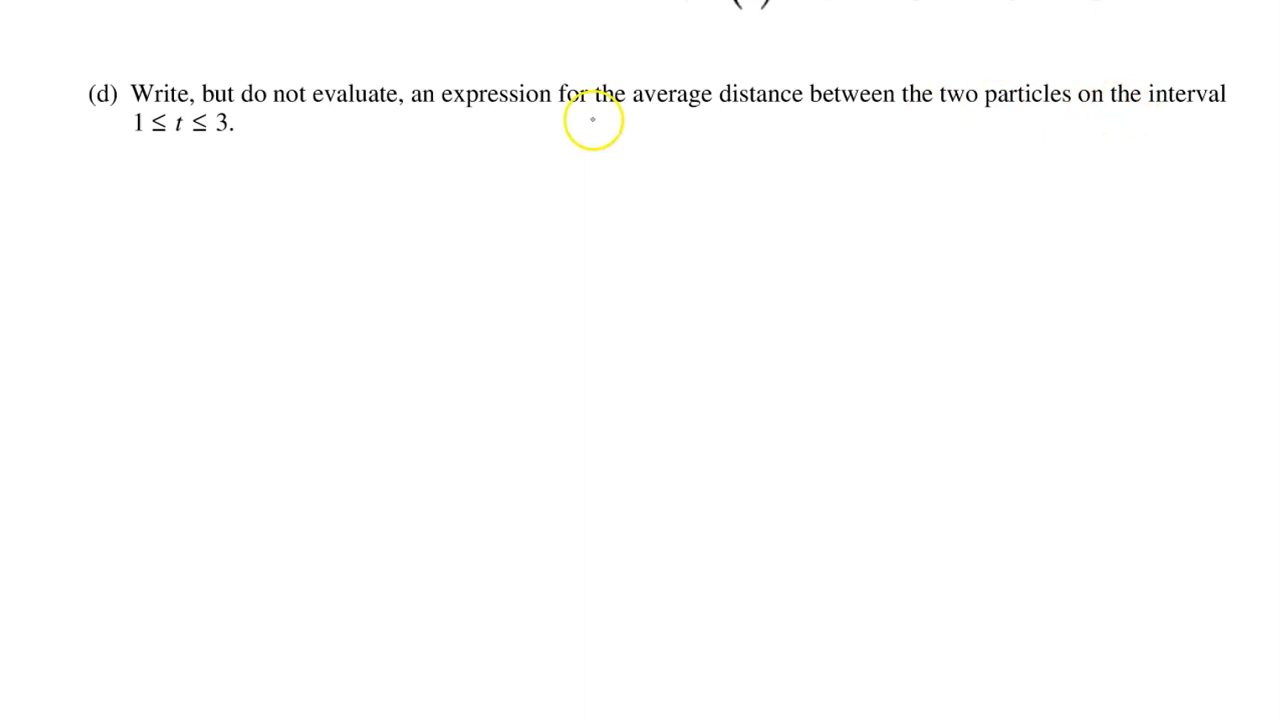 (d) Write, but do not evaluate, an expression for the average distance between the two particles on the interval
1 ≤ t ≤ 3.